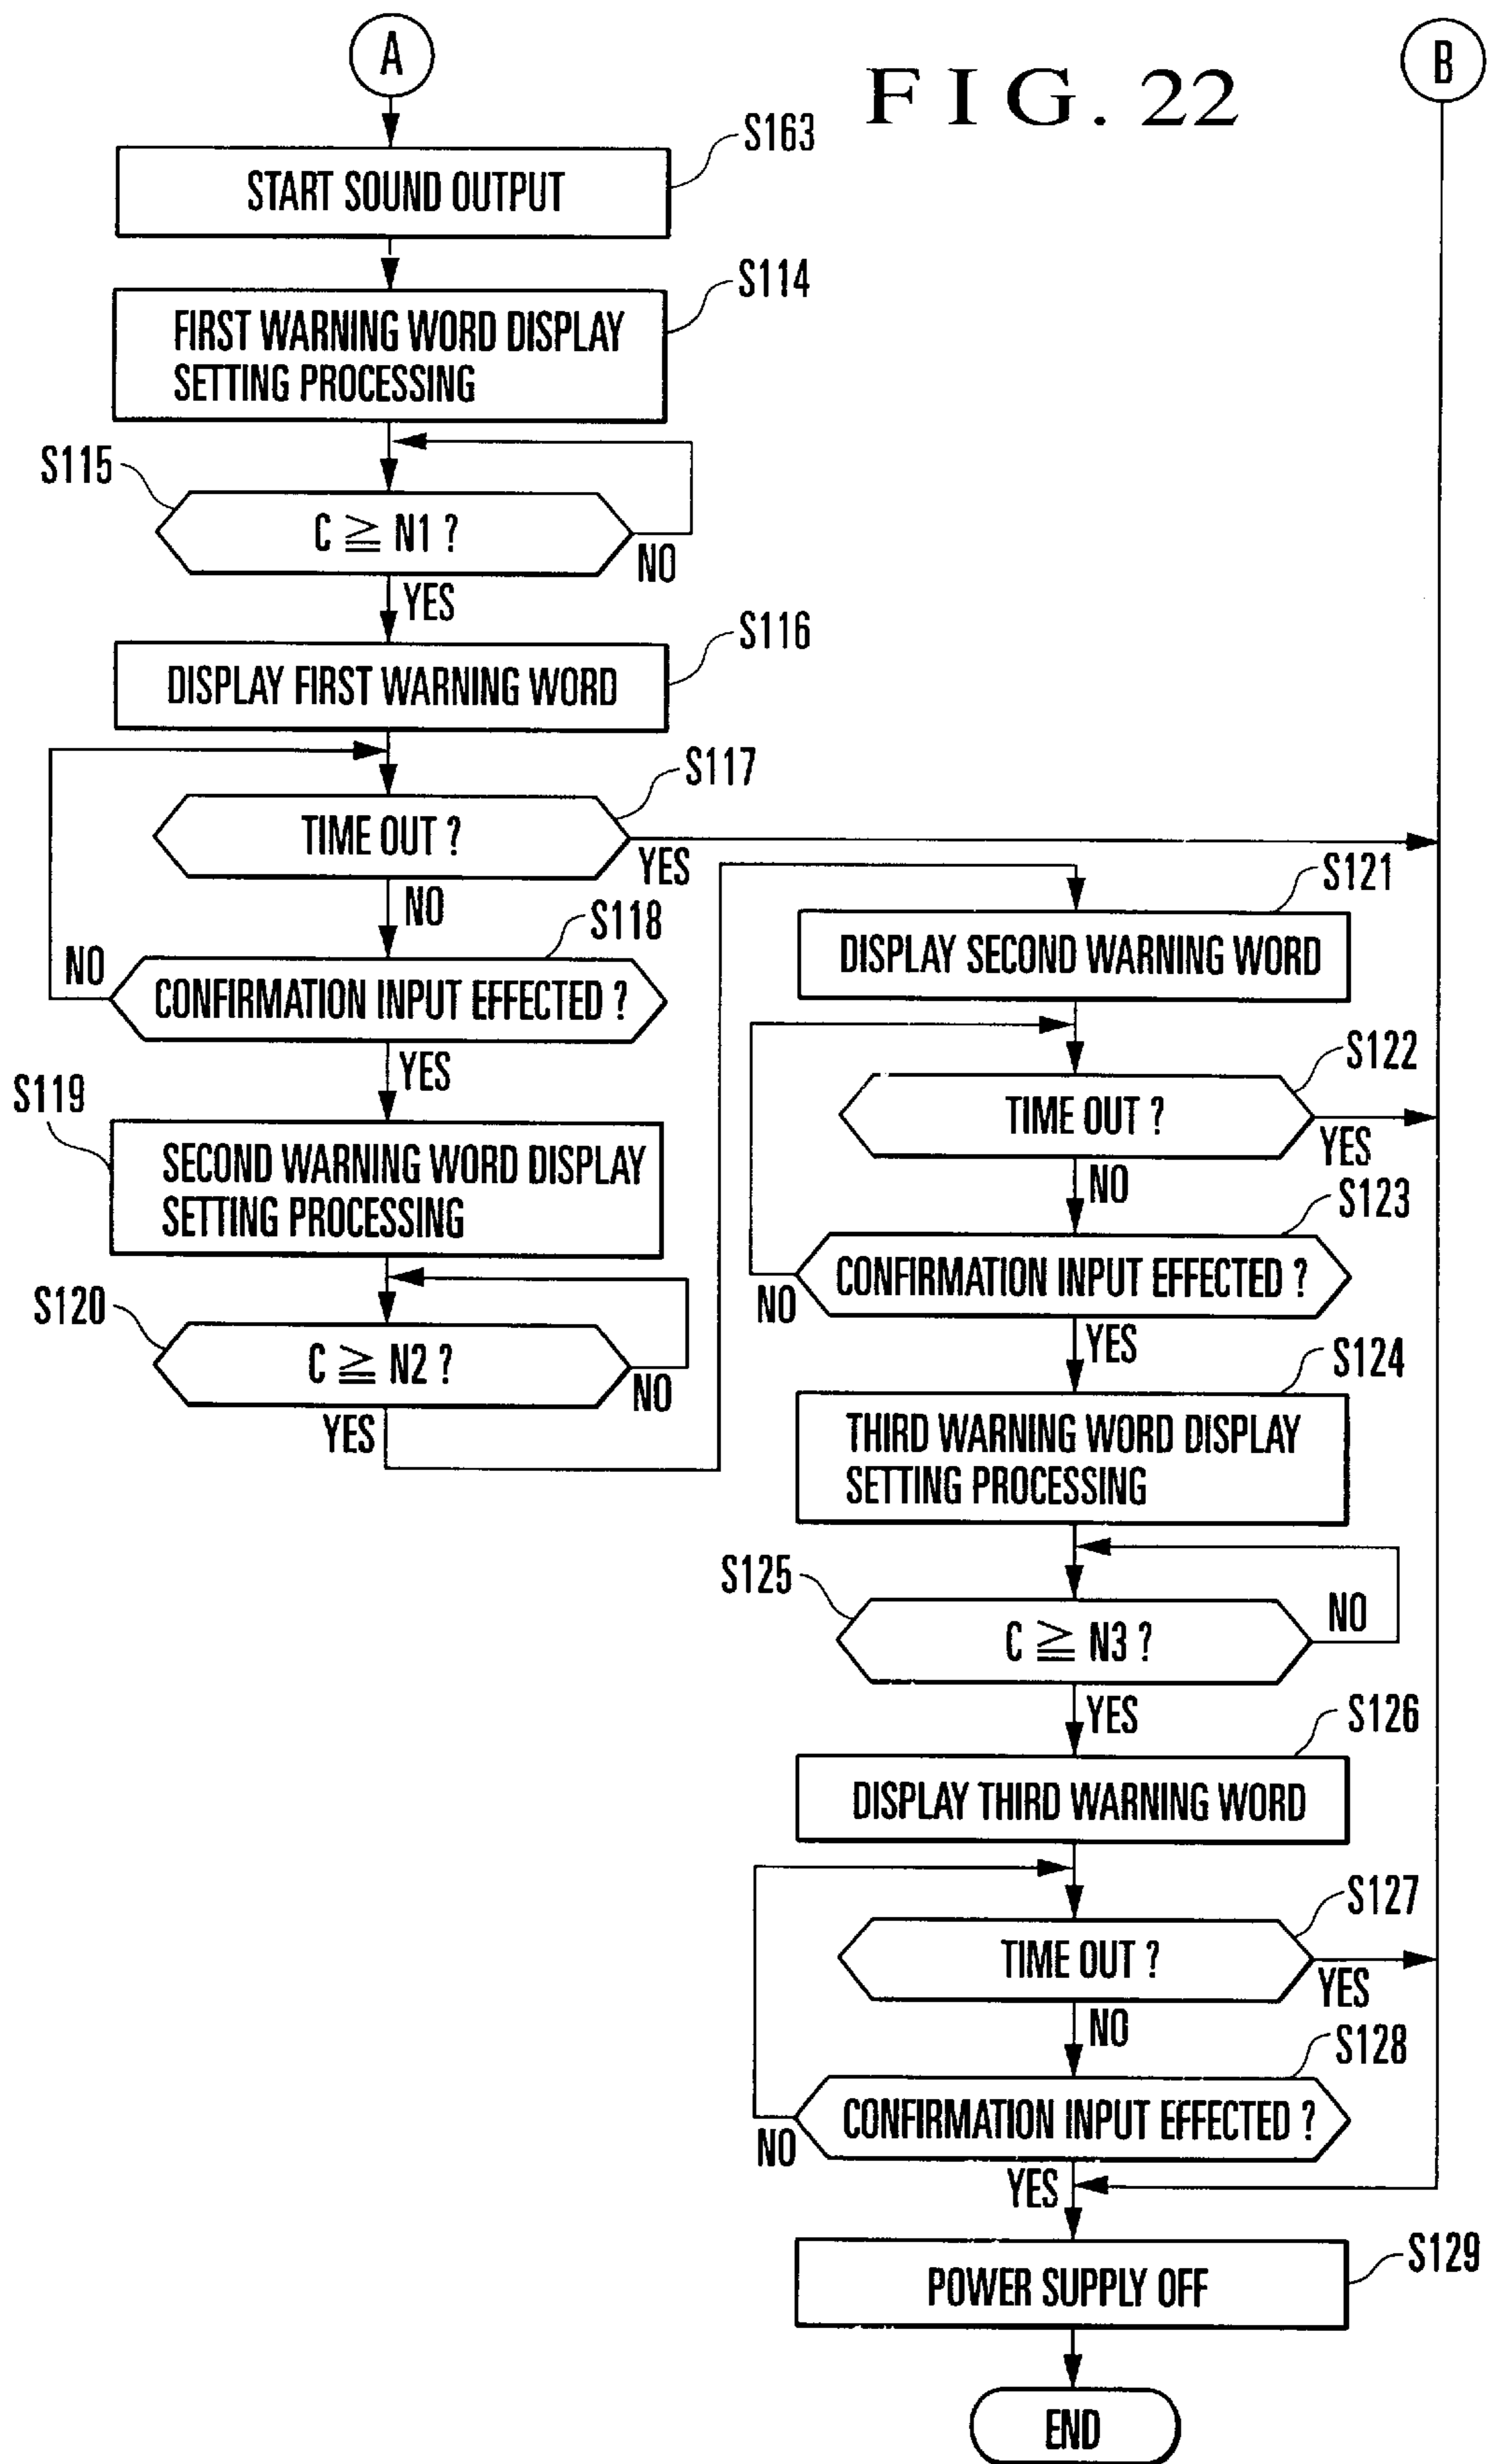 A
FIG. 22
B
S163
START SOUND OUTPUT
S114
FIRST WARNING WORD DISPLAY
SETTING PROCESSING
S115
C ≧ N1 ?
NO
YES
S116
DISPLAY FIRST WARNING WORD
S117
TIME OUT ?
YES
NO
S118
NO
CONFIRMATION INPUT EFFECTED ?
YES
S119
SECOND WARNING WORD DISPLAY
SETTING PROCESSING
S120
C ≧ N2 ?
NO
YES
S121
DISPLAY SECOND WARNING WORD
S122
TIME OUT ?
YES
NO
S123
CONFIRMATION INPUT EFFECTED ?
NO
YES
S124
THIRD WARNING WORD DISPLAY
SETTING PROCESSING
S125
C ≧ N3 ?
NO
YES
S126
DISPLAY THIRD WARNING WORD
S127
TIME OUT ?
YES
NO
S128
CONFIRMATION INPUT EFFECTED ?
NO
YES
S129
POWER SUPPLY OFF
END